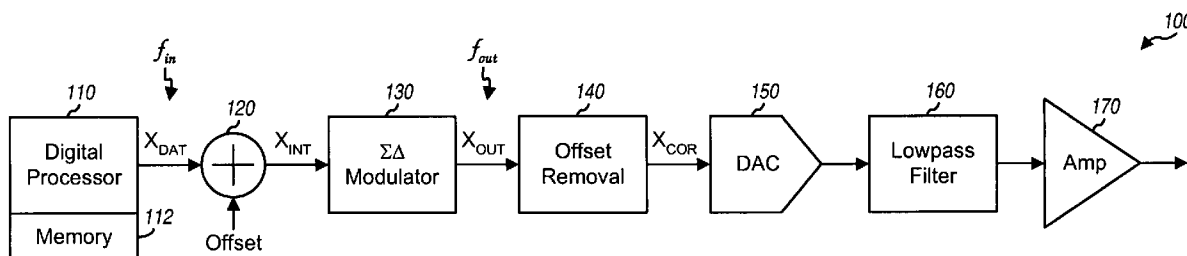 100
f_in
f_out
110
120
130
140
150
160
170
Digital
Processor
X_DAT
X_INT
ΣΔ
Modulator
X_OUT
Offset
Removal
X_COR
DAC
Lowpass
Filter
Amp
112
Memory
Offset